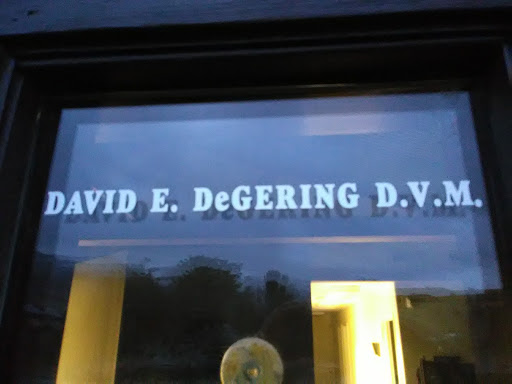 DAVID E. DeGERING D.V.M.